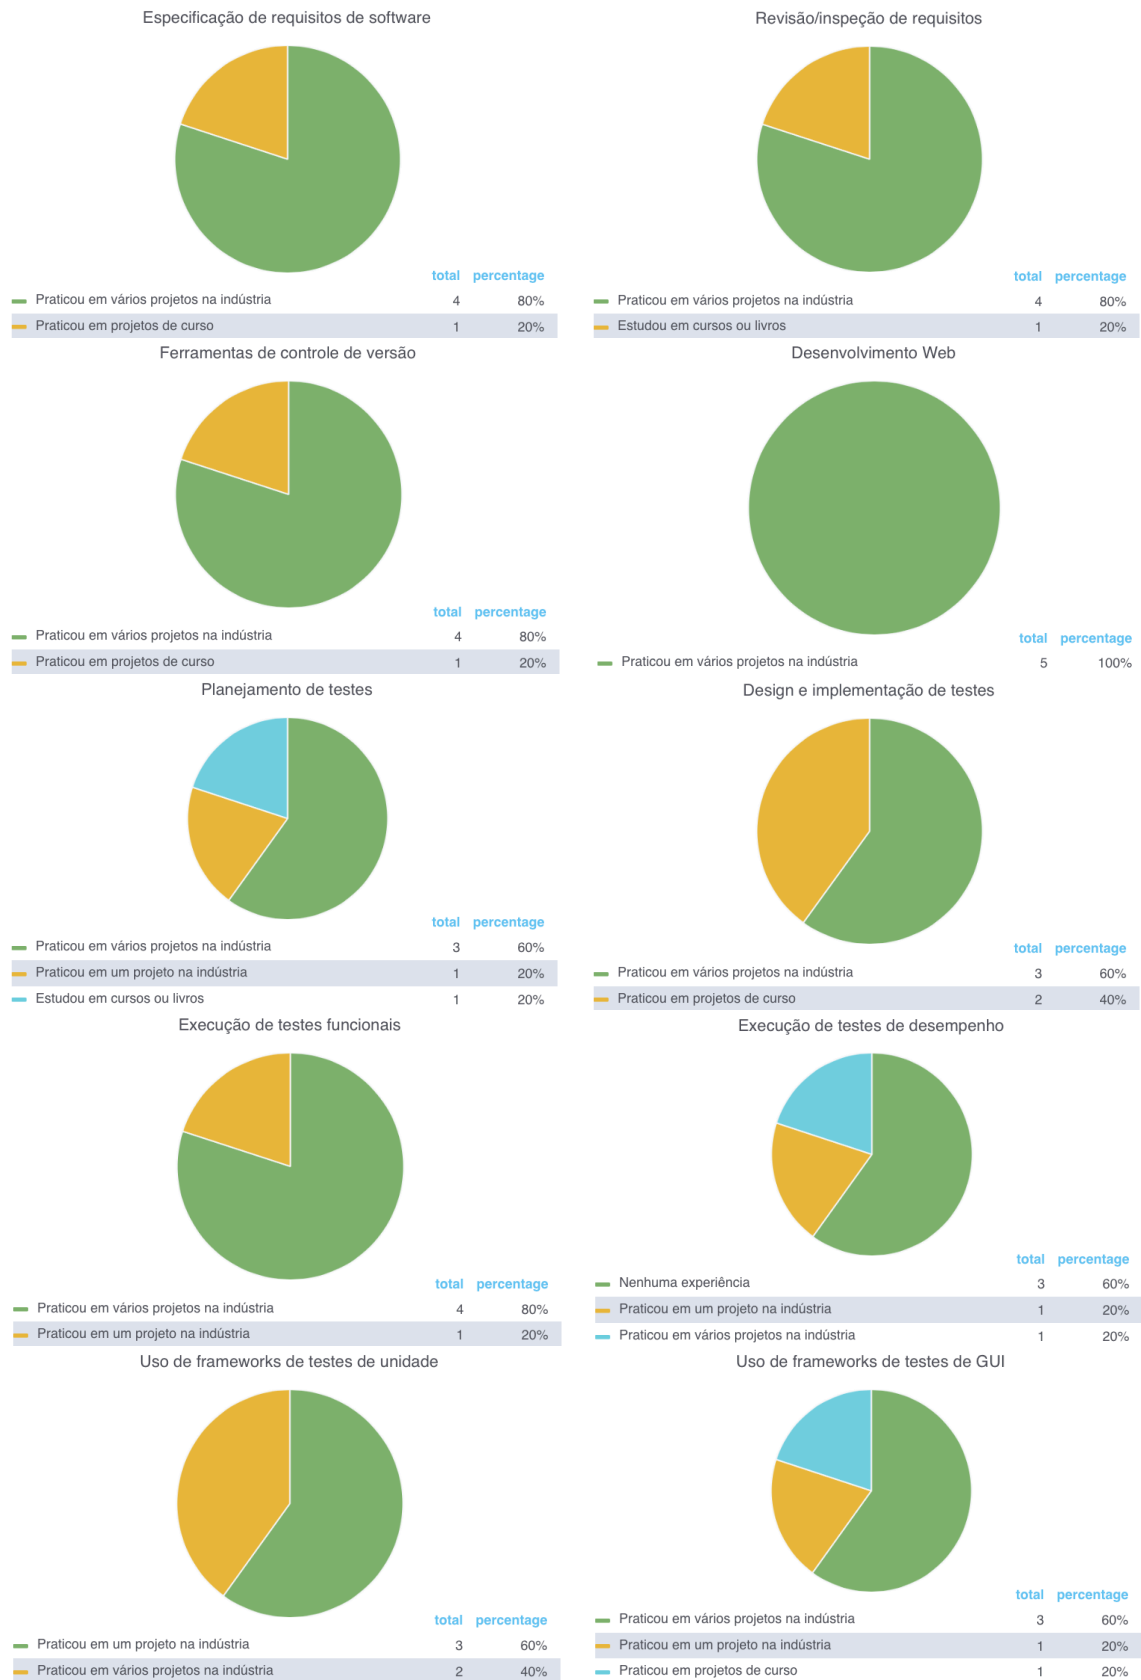 Especificação de requisitos de software
total percentage
Praticou em vários projetos na indústria 4 80%
Praticou em projetos de curso 1 20%
Revisão/inspeção de requisitos
total percentage
Praticou em vários projetos na indústria 4 80%
Estudou em cursos ou livros 1 20%
Ferramentas de controle de versão
total percentage
Praticou em vários projetos na indústria 4 80%
Praticou em projetos de curso 1 20%
Desenvolvimento Web
total percentage
Praticou em vários projetos na indústria 5 100%
Planejamento de testes
total percentage
Praticou em vários projetos na indústria 3 60%
Praticou em um projeto na indústria 1 20%
Estudou em cursos ou livros 1 20%
Design e implementação de testes
total percentage
Praticou em vários projetos na indústria 3 60%
Praticou em projetos de curso 2 40%
Execução de testes funcionais
total percentage
Praticou em vários projetos na indústria 4 80%
Praticou em um projeto na indústria 1 20%
Execução de testes de desempenho
total percentage
Nenhuma experiência 3 60%
Praticou em um projeto na indústria 1 20%
Praticou em vários projetos na indústria 1 20%
Uso de frameworks de testes de unidade
total percentage
Praticou em um projeto na indústria 3 60%
Praticou em vários projetos na indústria 2 40%
Uso de frameworks de testes de GUI
total percentage
Praticou em vários projetos na indústria 3 60%
Praticou em um projeto na indústria 1 20%
Praticou em projetos de curso 1 20%